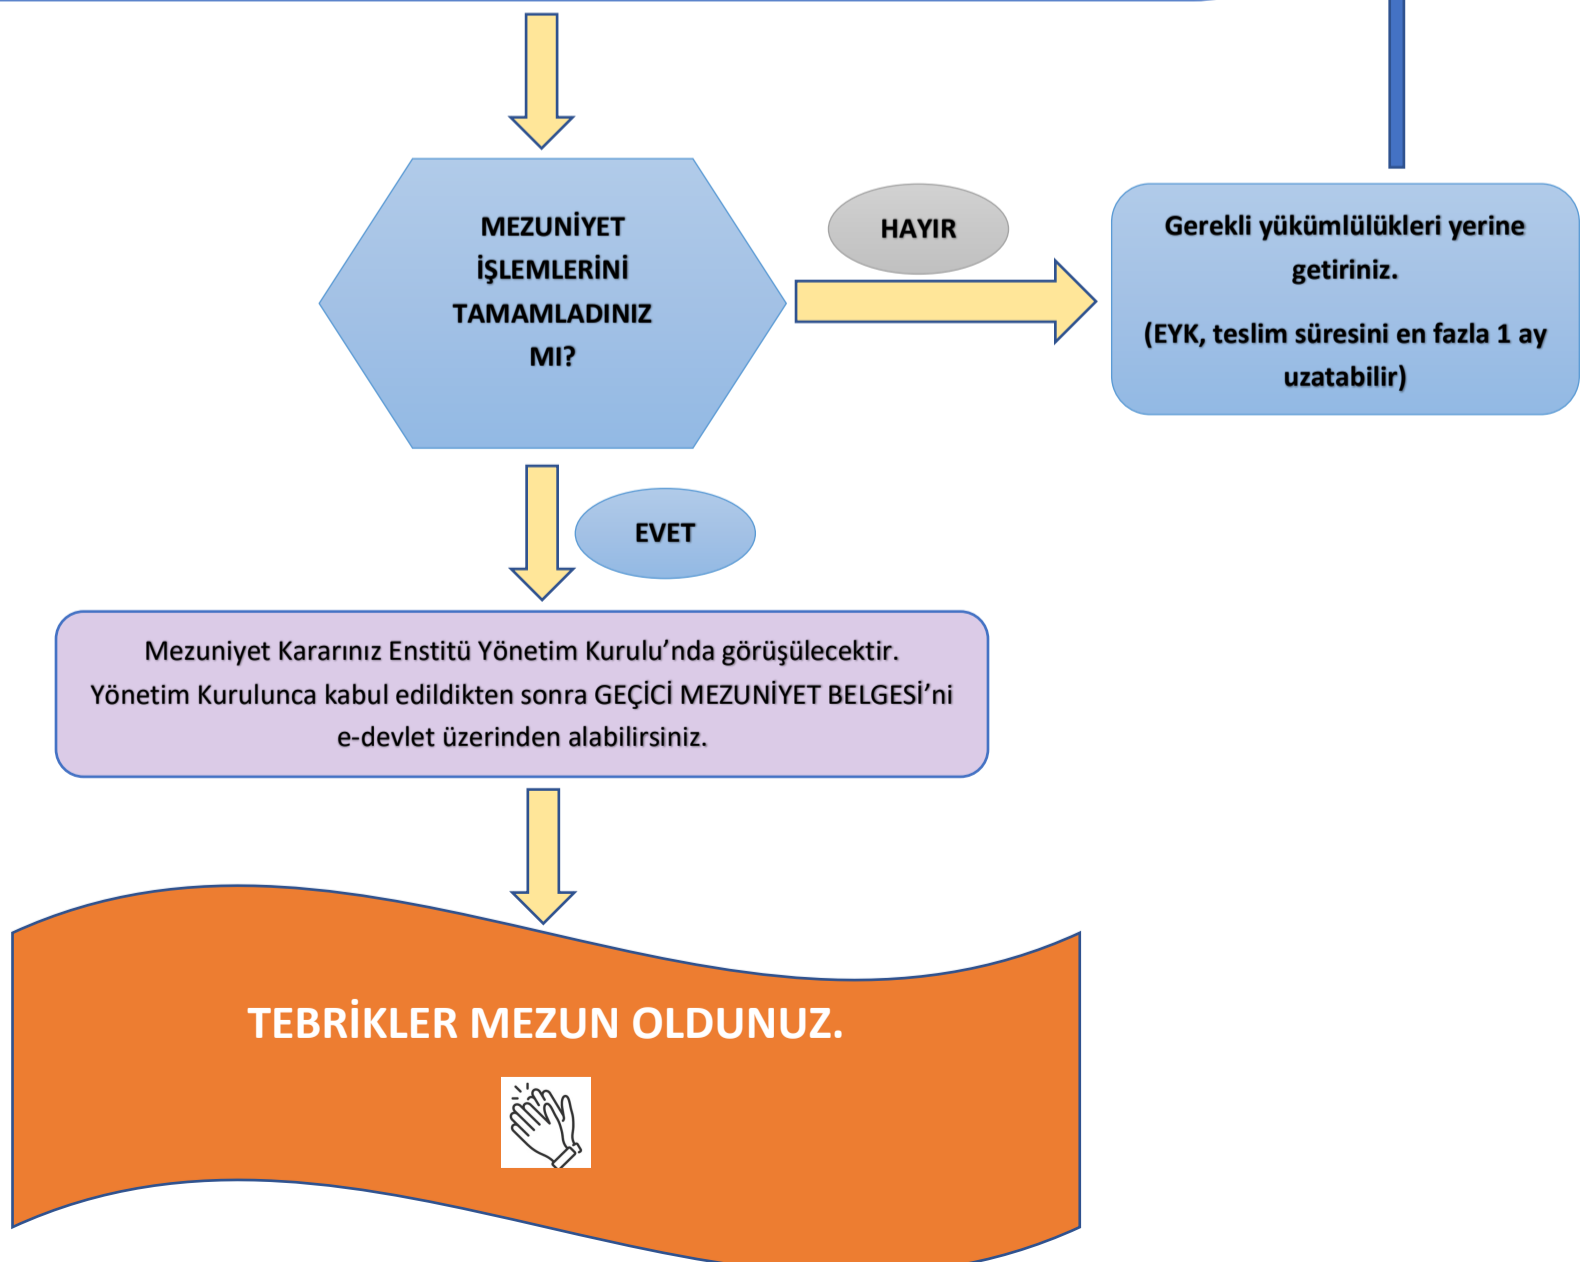 MEZUNİYET
İŞLEMLERİNİ
TAMAMLADINIZ
MI?
HAYIR
Gerekli yükümlülükleri yerine
getiriniz.
(EYK, teslim süresini en fazla 1 ay
uzatabilir)
EVET
Mezuniyet Kararınız Enstitü Yönetim Kurulu’nda görüşülecektir.
Yönetim Kurulunca kabul edildikten sonra GEÇİCİ MEZUNİYET BELGESİ’ni
e-devlet üzerinden alabilirsiniz.
TEBRİKLER MEZUN OLDUNUZ.